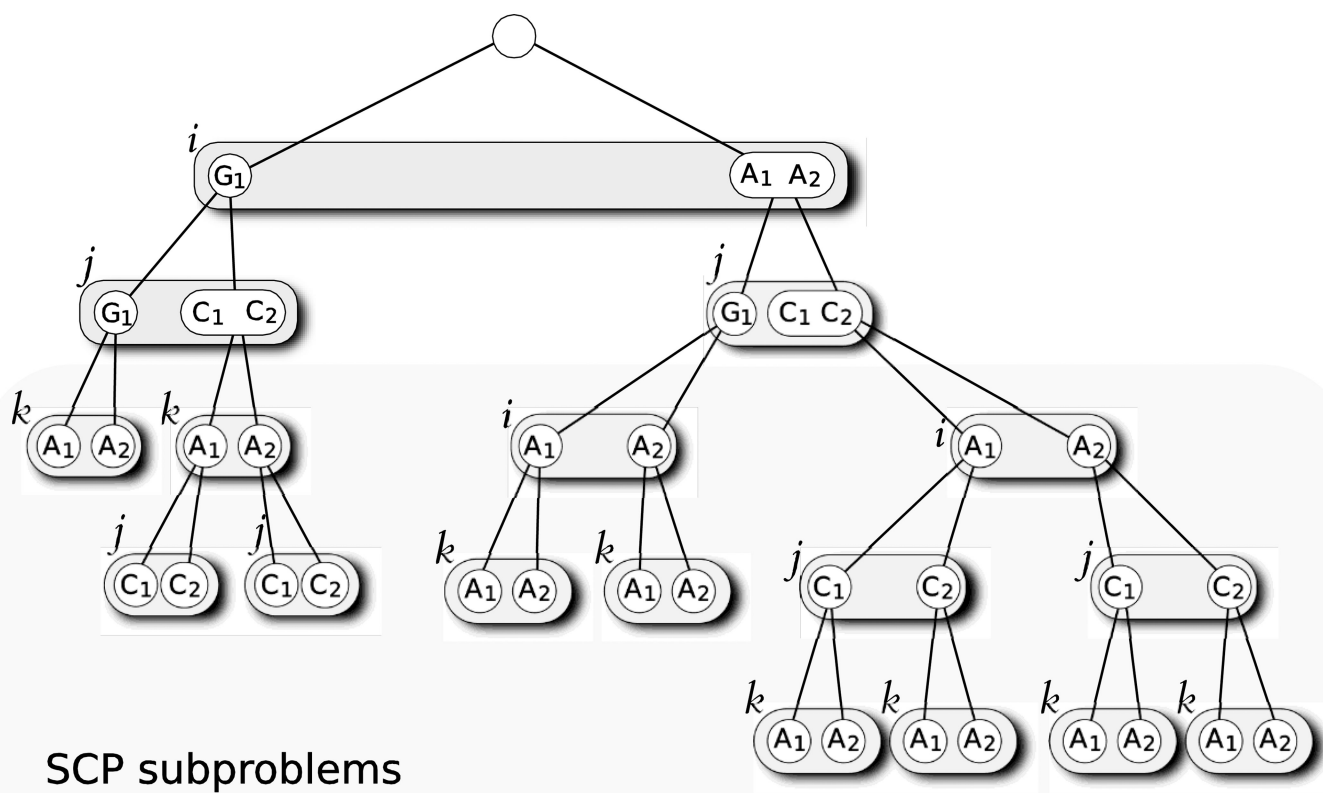 i
G1 A1 A2
j j
G1 C1 C2 G1 C1 C2
k k i i
A1 A2 A1 A2 A1 A2 A1 A2
j j k k j j
C1 C2 C1 C2 A1 A2 A1 A2 C1 C2 C1 C2
k k k k
A1 A2 A1 A2 A1 A2 A1 A2
SCP subproblems